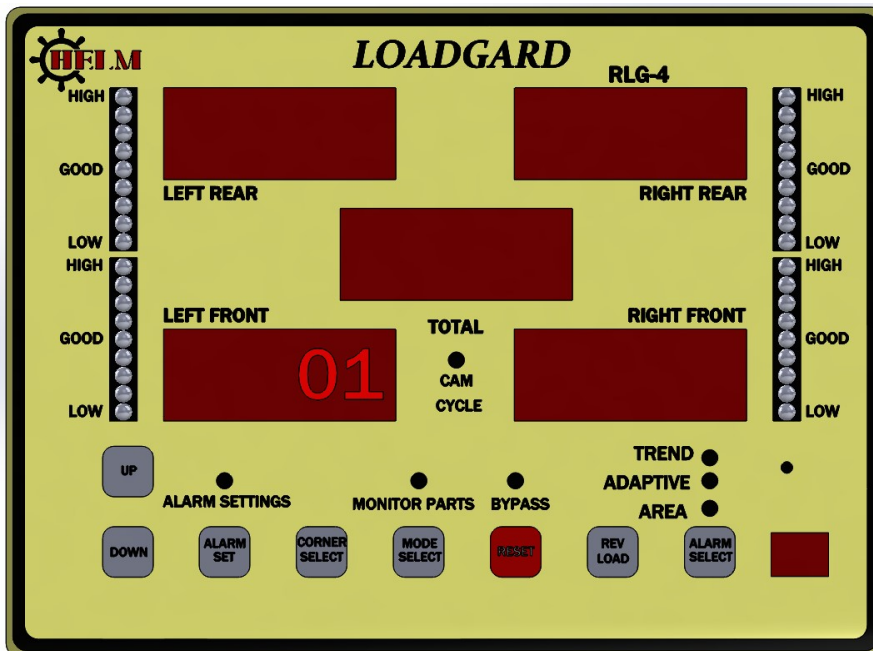 HELM
LOADGARD
RLG-4
HIGH
GOOD
LOW
LEFT REAR
HIGH
GOOD
LOW
RIGHT REAR
HIGH
GOOD
LOW
LEFT FRONT
01
TOTAL
CAM
CYCLE
HIGH
GOOD
LOW
RIGHT FRONT
UP
ALARM SETTINGS
MONITOR PARTS
BYPASS
TREND
ADAPTIVE
AREA
DOWN
ALARM
SET
CORNER
SELECT
MODE
SELECT
RESET
REV
LOAD
ALARM
SELECT